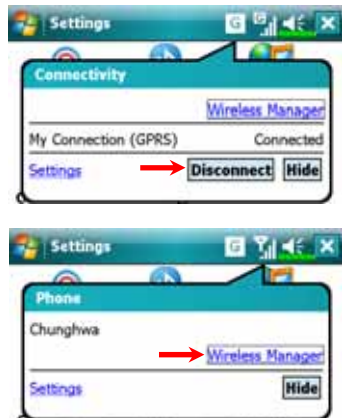 Settings G G
Connectivity
Wireless Manager
My Connection (GPRS) Connected
Settings Disconnect Hide
Settings G
Phone
Chunghwa
Wireless Manager
Settings Hide